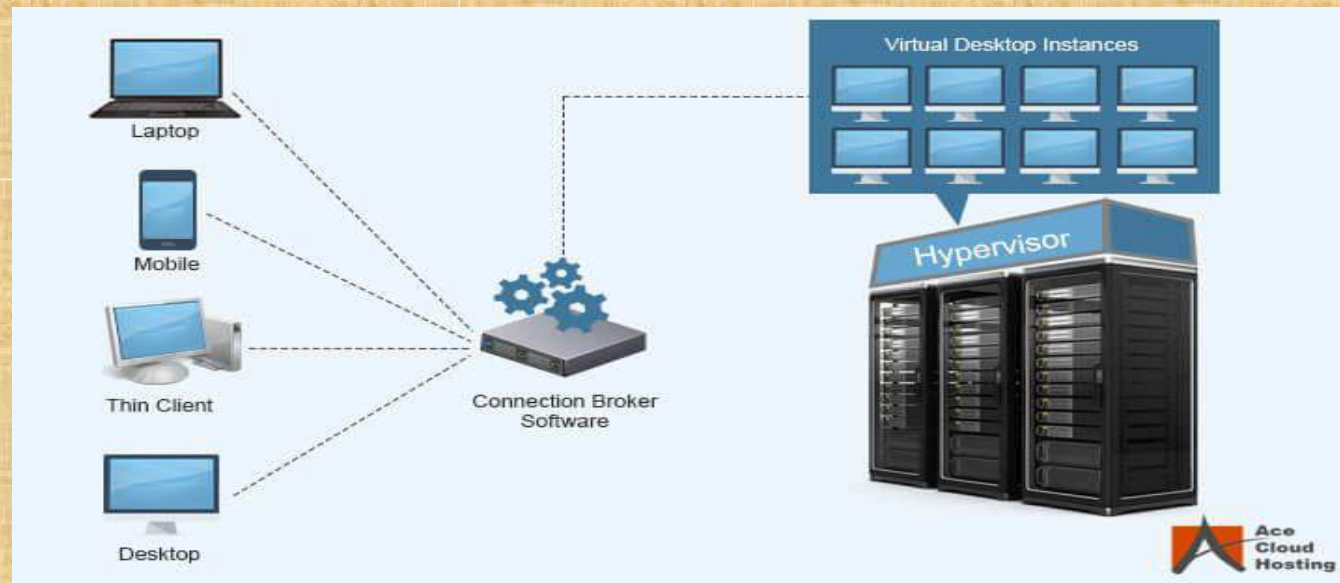 Laptop
Mobile
Thin Client
Desktop
Connection Broker
Software
Virtual Desktop Instances
Hypervisor
Ace
Cloud
Hosting